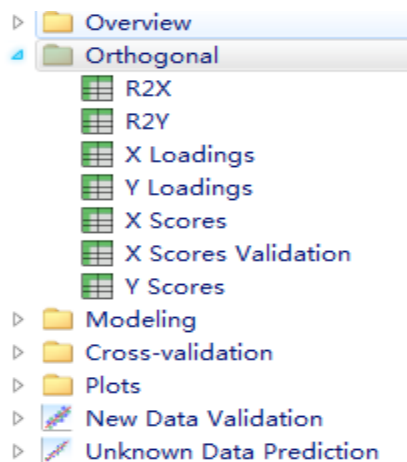 Overview
Orthogonal
R2X
R2Y
X Loadings
Y Loadings
X Scores
X Scores Validation
Y Scores
Modeling
Cross-validation
Plots
New Data Validation
Unknown Data Prediction